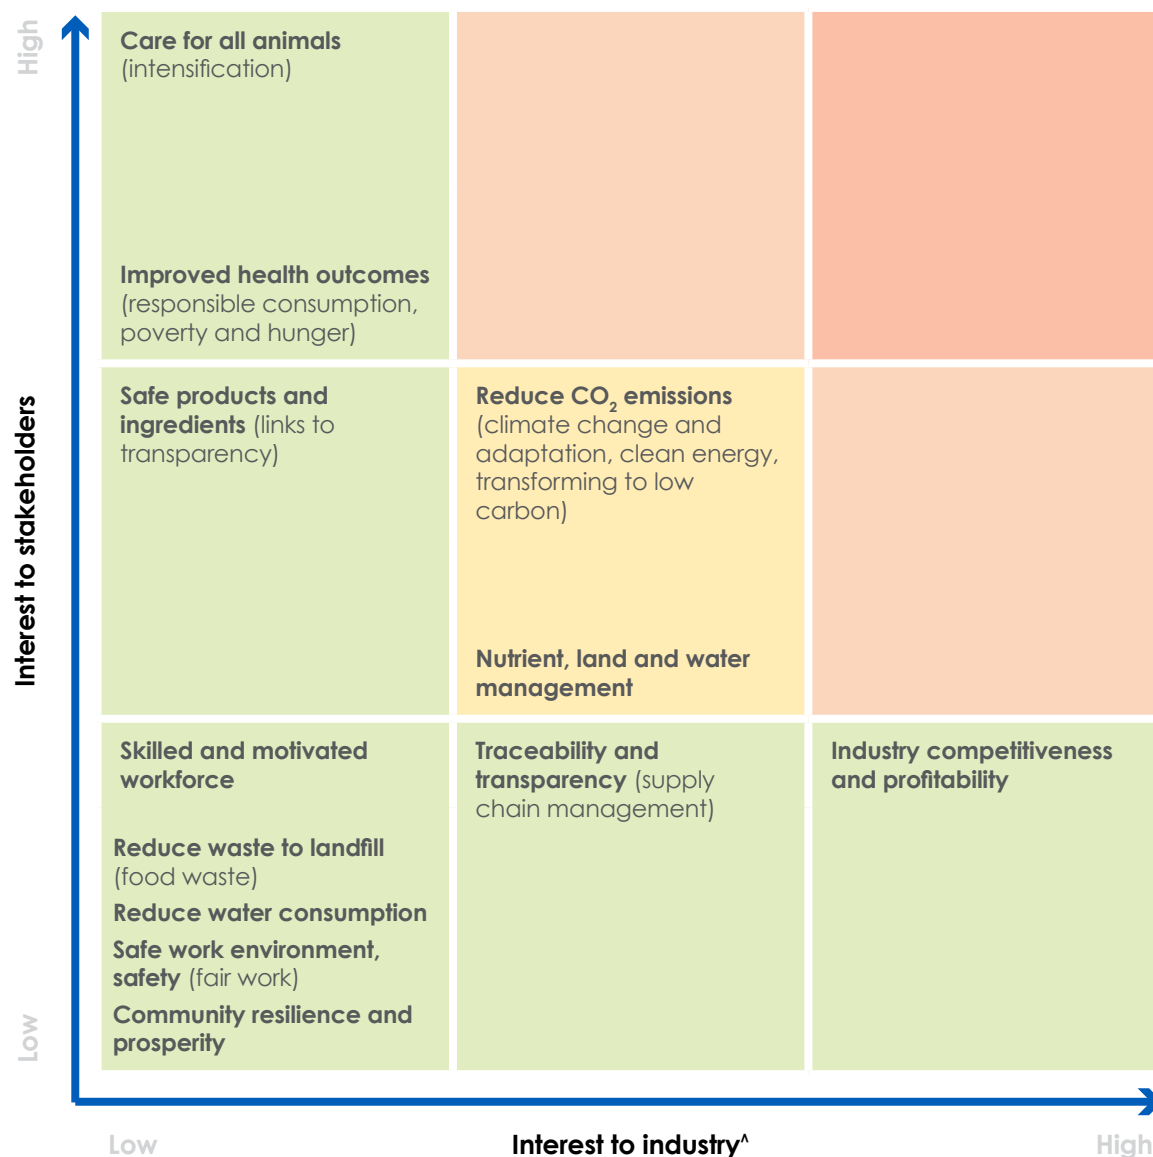 High
Interest to stakeholders
Low
Care for all animals
(intensification)
Improved health outcomes
(responsible consumption,
poverty and hunger)
Safe products and
ingredients (links to
transparency)
Reduce CO₂ emissions
(climate change and
adaptation, clean energy,
transforming to low
carbon)
Nutrient, land and water
management
Skilled and motivated
workforce
Reduce waste to landfill
(food waste)
Reduce water consumption
Safe work environment,
safety (fair work)
Community resilience and
prosperity
Traceability and
transparency (supply
chain management)
Industry competitiveness
and profitability
Low
Interest to industry^
High